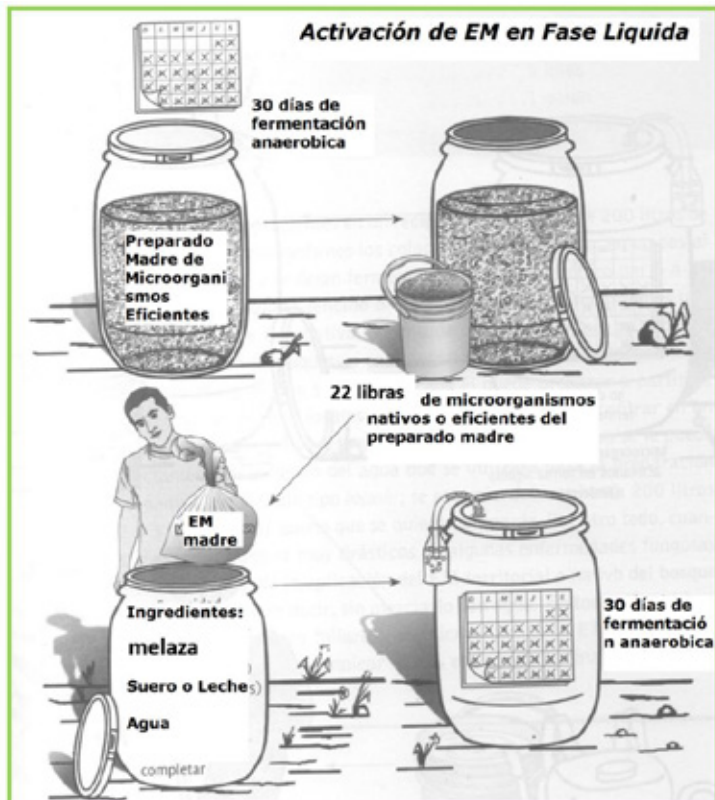 Activación de EM en Fase Liquida
30 días de
fermentación
anaerobica
Preparado
Madre de
Microorgani
smos
Eficientes
22 libras
de microorganismos
nativos o eficientes del
preparado madre
EM
madre
Ingredientes:
melaza
Suero o Leche
Agua
completar
30 días de
fermentació
n anaerobica